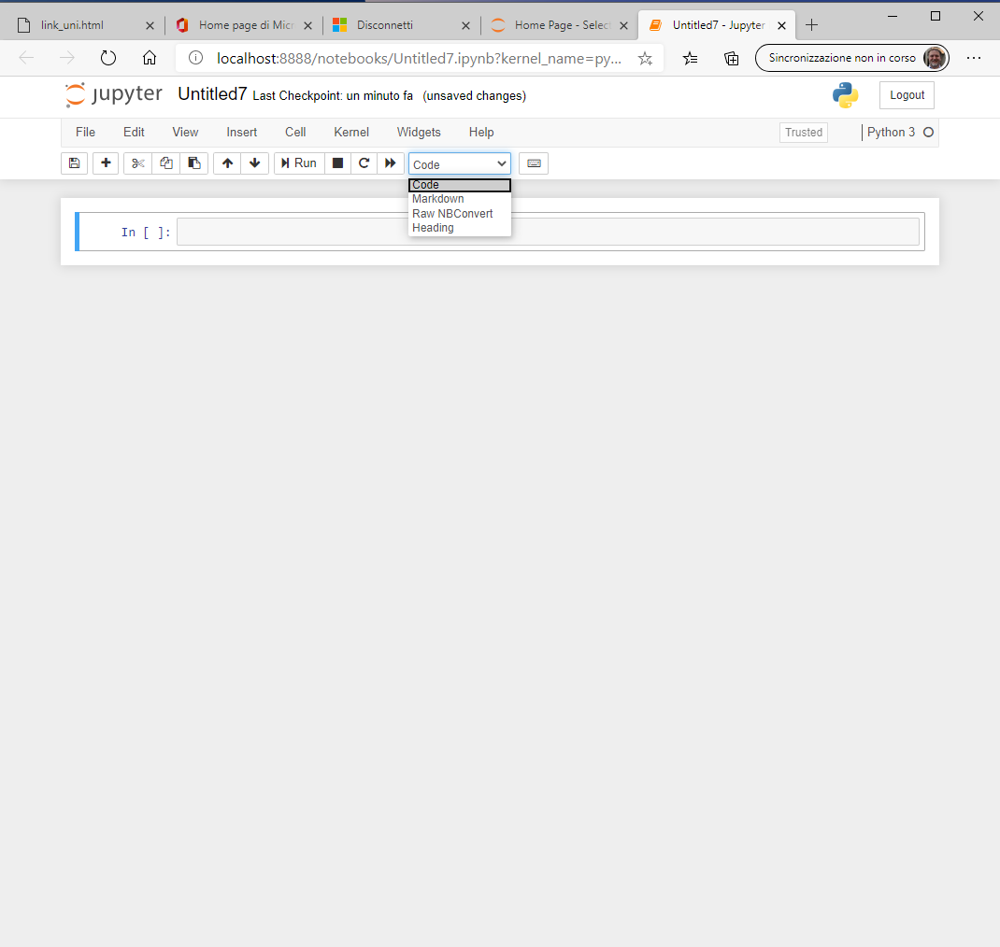 link_uni.html Home page di Micr Disconnetti Home Page - Selec Untitled7 - Jupyter
localhost:8888/notebooks/Untitled7.ipynb?kernel_name=py... Sincronizzazione non in corso
jupyter Untitled7 Last Checkpoint: un minuto fa (unsaved changes) Logout
File Edit View Insert Cell Kernel Widgets Help Trusted Python 3
Run Code
Code
Markdown
Raw NBConvert
Heading
In [ ]: